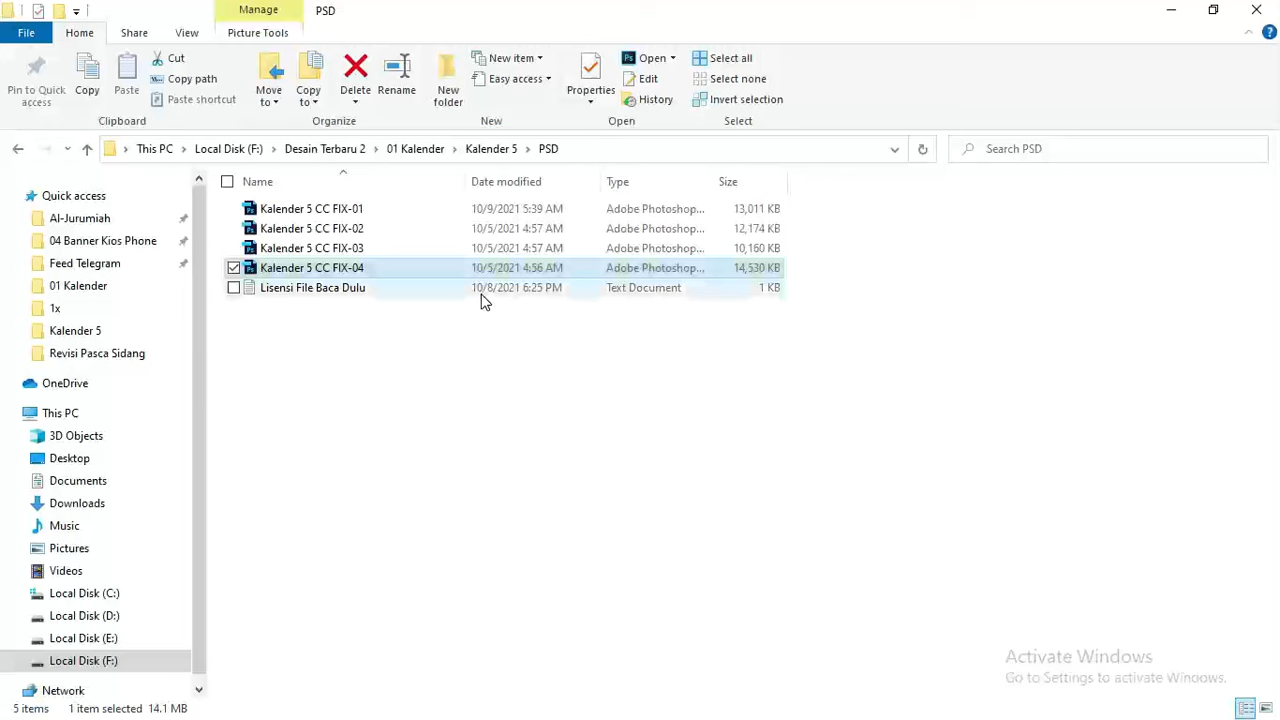 Manage
PSD
File
Home
Share
View
Picture Tools
Pin to Quick access
Copy
Paste
Cut
Copy path
Paste shortcut
Clipboard
Move to
Copy to
Delete
Rename
Organize
New folder
New item
Easy access
New
Properties
Open
Edit
History
Open
Select all
Select none
Invert selection
Select
This PC > Local Disk (F:) > Desain Terbaru 2 > 01 Kalender > Kalender 5 > PSD
Search PSD
Name Date modified Type Size
Kalender 5 CC FIX-01 10/9/2021 5:39 AM Adobe Photoshop... 13,011 KB
Kalender 5 CC FIX-02 10/5/2021 4:57 AM Adobe Photoshop... 12,174 KB
Kalender 5 CC FIX-03 10/5/2021 4:57 AM Adobe Photoshop... 10,160 KB
Kalender 5 CC FIX-04 10/5/2021 4:56 AM Adobe Photoshop... 14,530 KB
Lisensi File Baca Dulu 10/8/2021 6:25 PM Text Document 1 KB
Quick access
Al-Jurumiah
04 Banner Kios Phone
Feed Telegram
01 Kalender
1x
Kalender 5
Revisi Pasca Sidang
OneDrive
This PC
3D Objects
Desktop
Documents
Downloads
Music
Pictures
Videos
Local Disk (C:)
Local Disk (D:)
Local Disk (E:)
Local Disk (F:)
Network
Activate Windows
Go to Settings to activate Windows.
5 items 1 item selected 14.1 MB